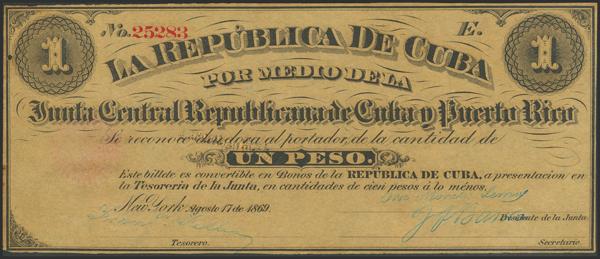 No. 25283 E.
1 1
LA REPÚBLICA DE CUBA
POR MEDIO DE LA
Junta Central Republicana de Cuba y Puerto Rico
Se reconoce deudora al portador, de la cantidad de
UN PESO.
Este billete es convertible en Bonos de la REPÚBLICA DE CUBA, a presentacion en
la Tesorerio de la Junta, en cantidades de cien pesos á lo ménos.
New York Agosto 17 de 1869.
Presidente de la Junta
Tesorero. Secretario.